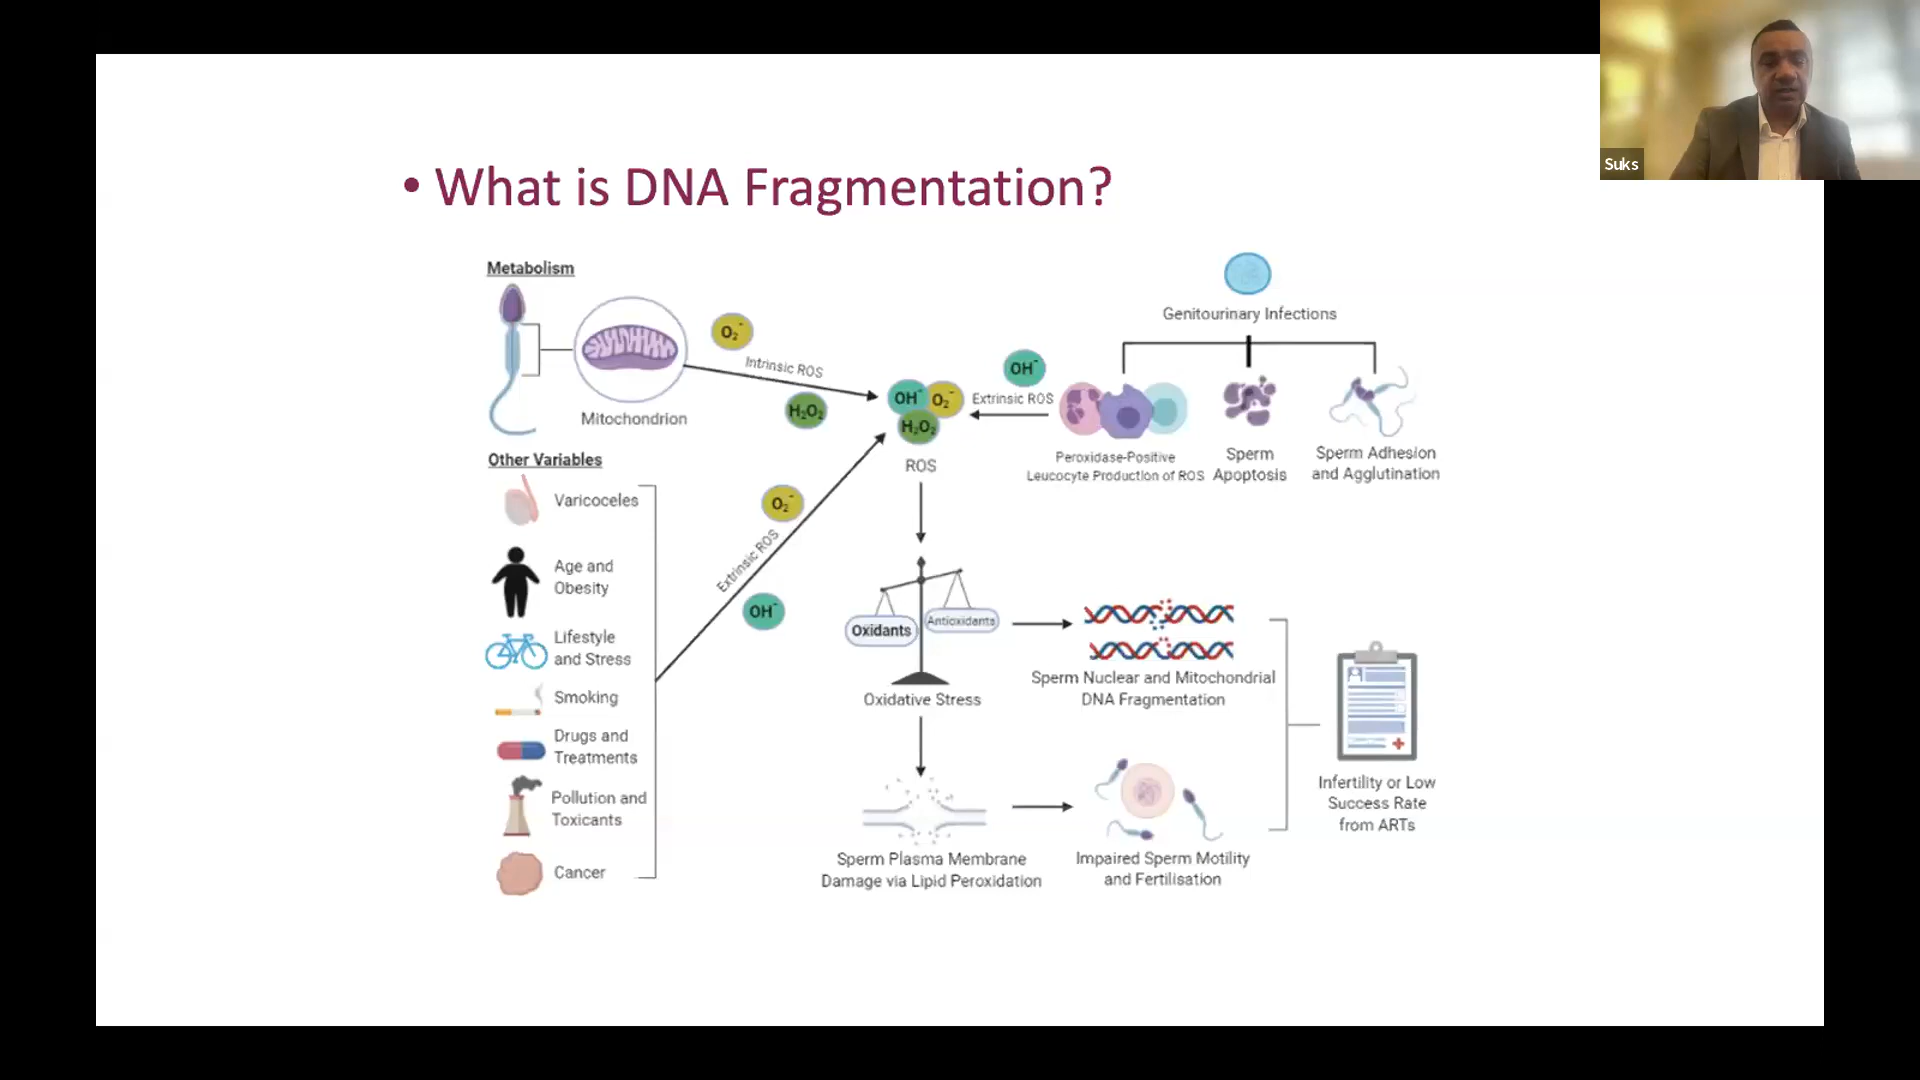 Suks
• What is DNA Fragmentation?
Metabolism
Mitochondrion
O₂⁻
Intrinsic ROS
H₂O₂
OH⁻
O₂⁻
H₂O₂
ROS
OH⁻
Extrinsic ROS
Genitourinary Infections
Peroxidase-Positive
Leucocyte Production of ROS
Sperm
Apoptosis
Sperm Adhesion
and Agglutination
Other Variables
Varicoceles
Age and
Obesity
Lifestyle
and Stress
Smoking
Drugs and
Treatments
Pollution and
Toxicants
Cancer
O₂⁻
Extrinsic ROS
OH⁻
Oxidants
Antioxidants
Oxidative Stress
Sperm Nuclear and Mitochondrial
DNA Fragmentation
Sperm Plasma Membrane
Damage via Lipid Peroxidation
Impaired Sperm Motility
and Fertilisation
Infertility or Low
Success Rate
from ARTs